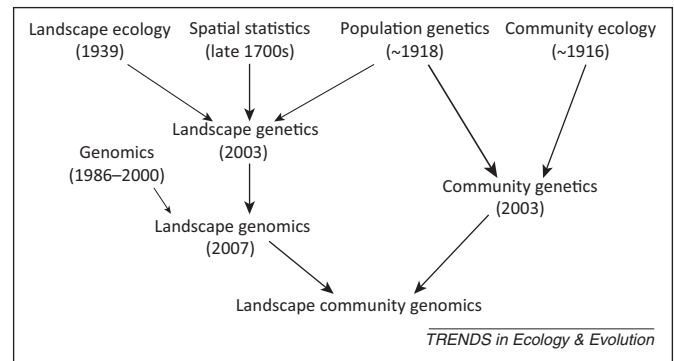 Landscape ecology Spatial statistics Population genetics Community ecology
(1939) (late 1700s) (~1918) (~1916)
Landscape genetics
(2003)
Genomics
(1986–2000)
Community genetics
(2003)
Landscape genomics
(2007)
Landscape community genomics
TRENDS in Ecology & Evolution